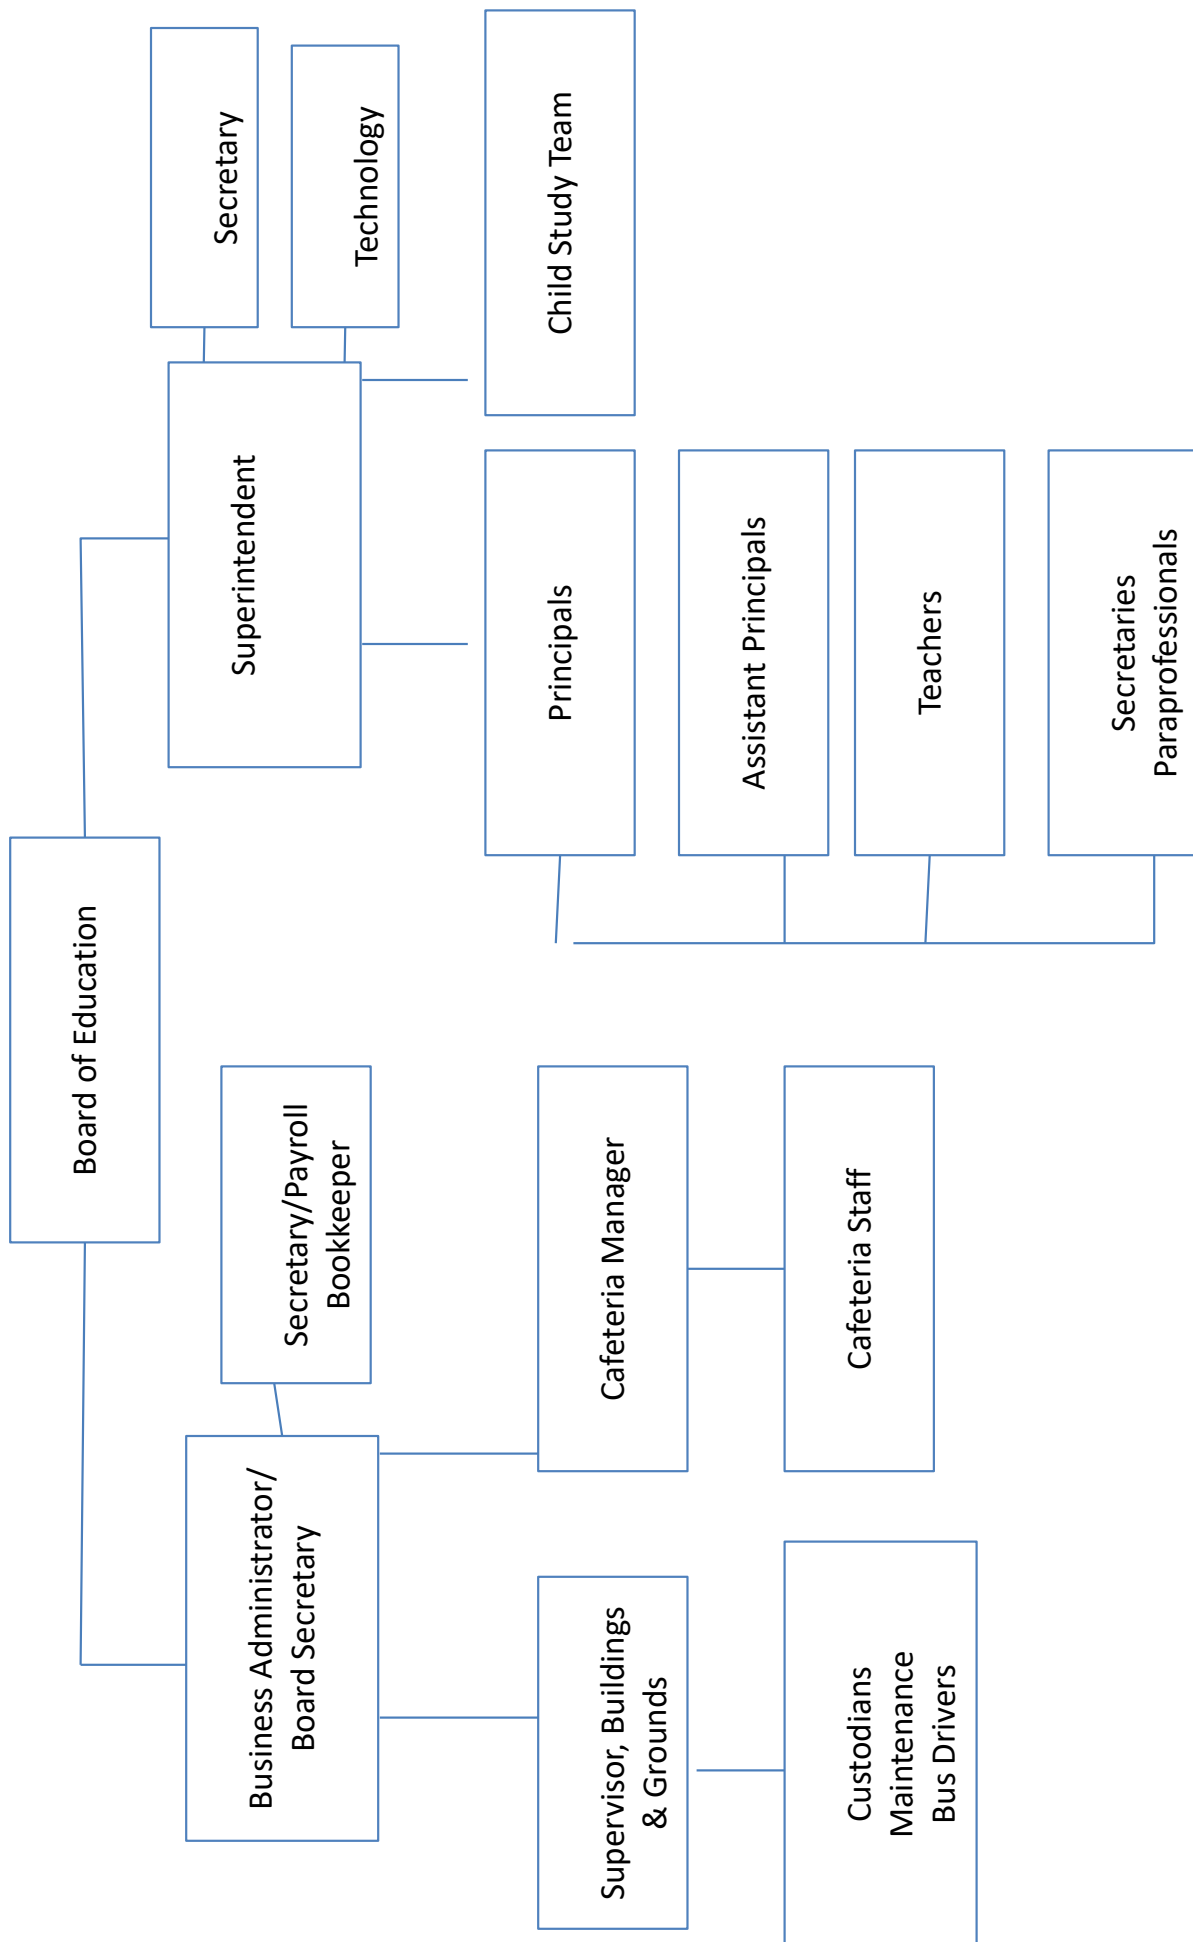 Board of Education
Business Administrator/
Board Secretary
Secretary/Payroll
Bookkeeper
Superintendent
Secretary
Technology
Supervisor, Buildings
& Grounds
Cafeteria Manager
Principals
Child Study Team
Custodians
Maintenance
Bus Drivers
Cafeteria Staff
Assistant Principals
Teachers
Secretaries
Paraprofessionals